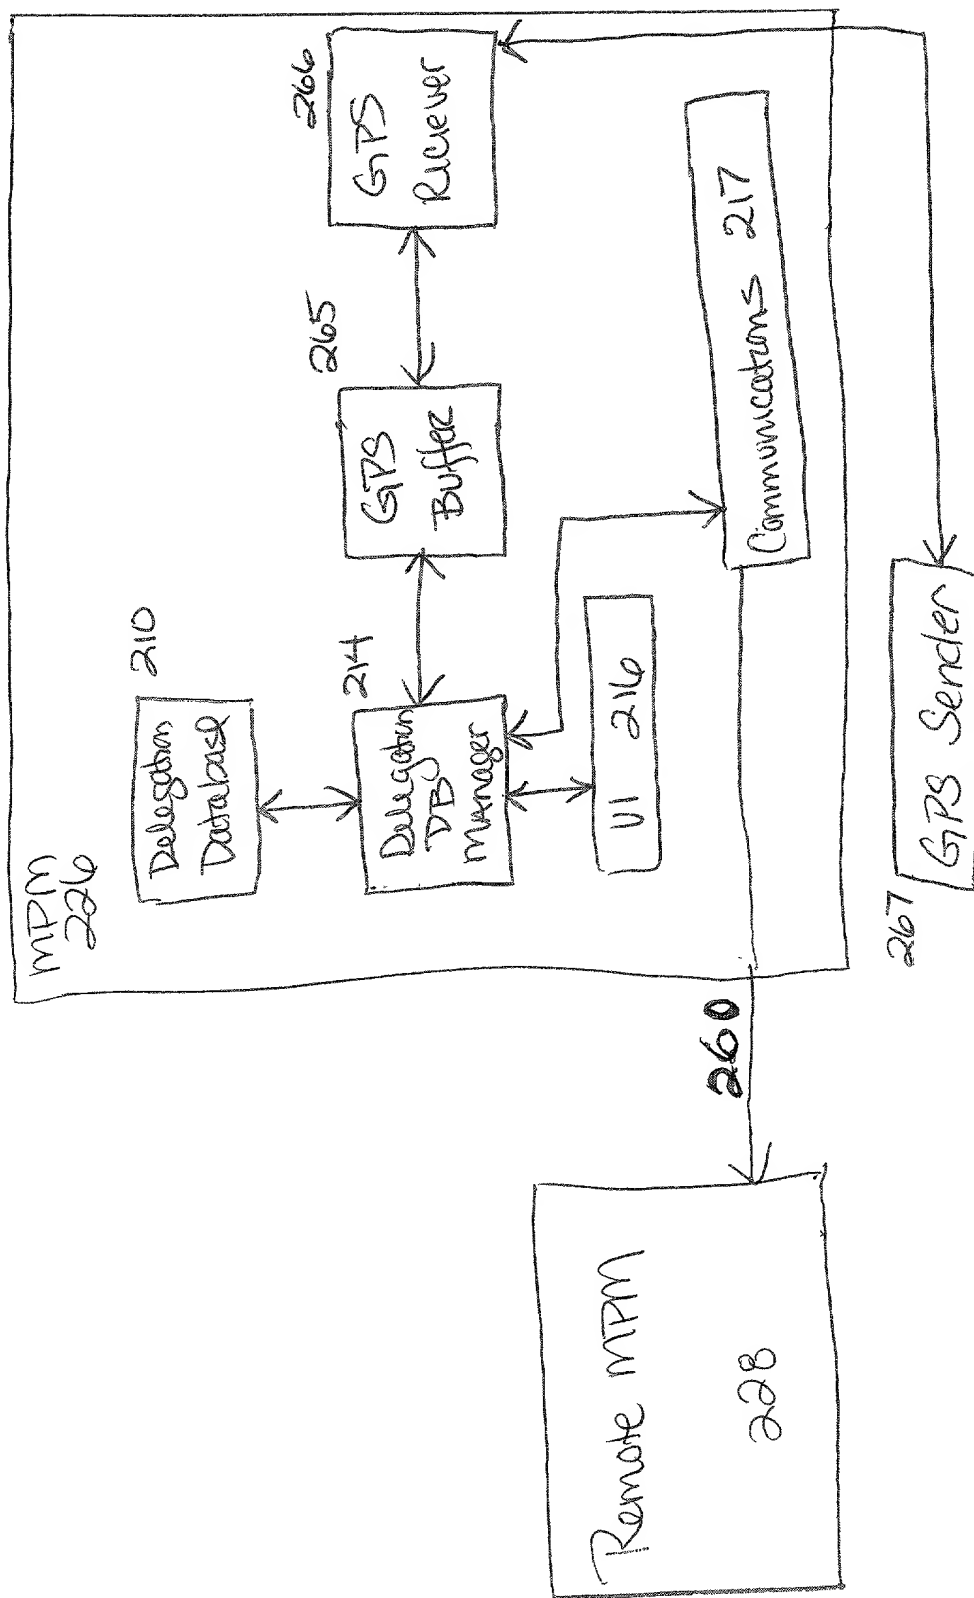 MPM
226
Delegation
Database
210
Delegation
DB
Manager
214
GPS
Buffer
265
GPS
Reciever
266
UI 216
Communications 217
Remote MPM
228
260
267
GPS Sender